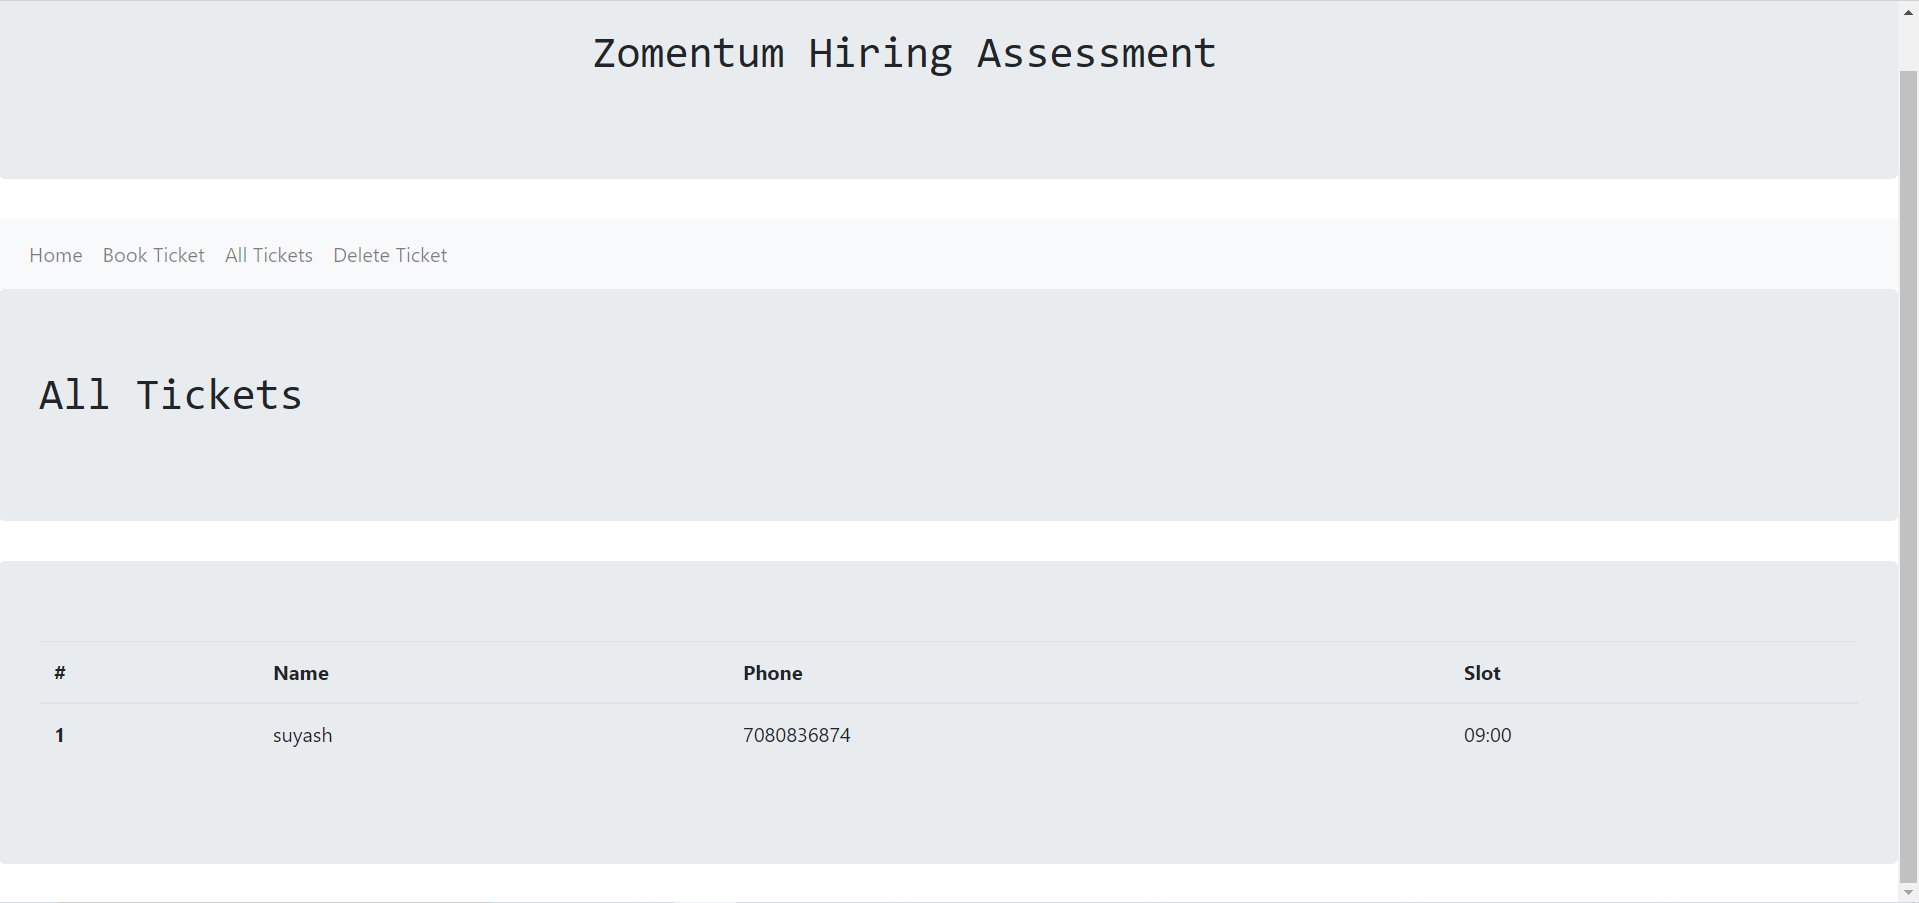 Zomentum Hiring Assessment
Home Book Ticket All Tickets Delete Ticket
All Tickets
# Name Phone Slot
1 suyash 7080836874 09:00